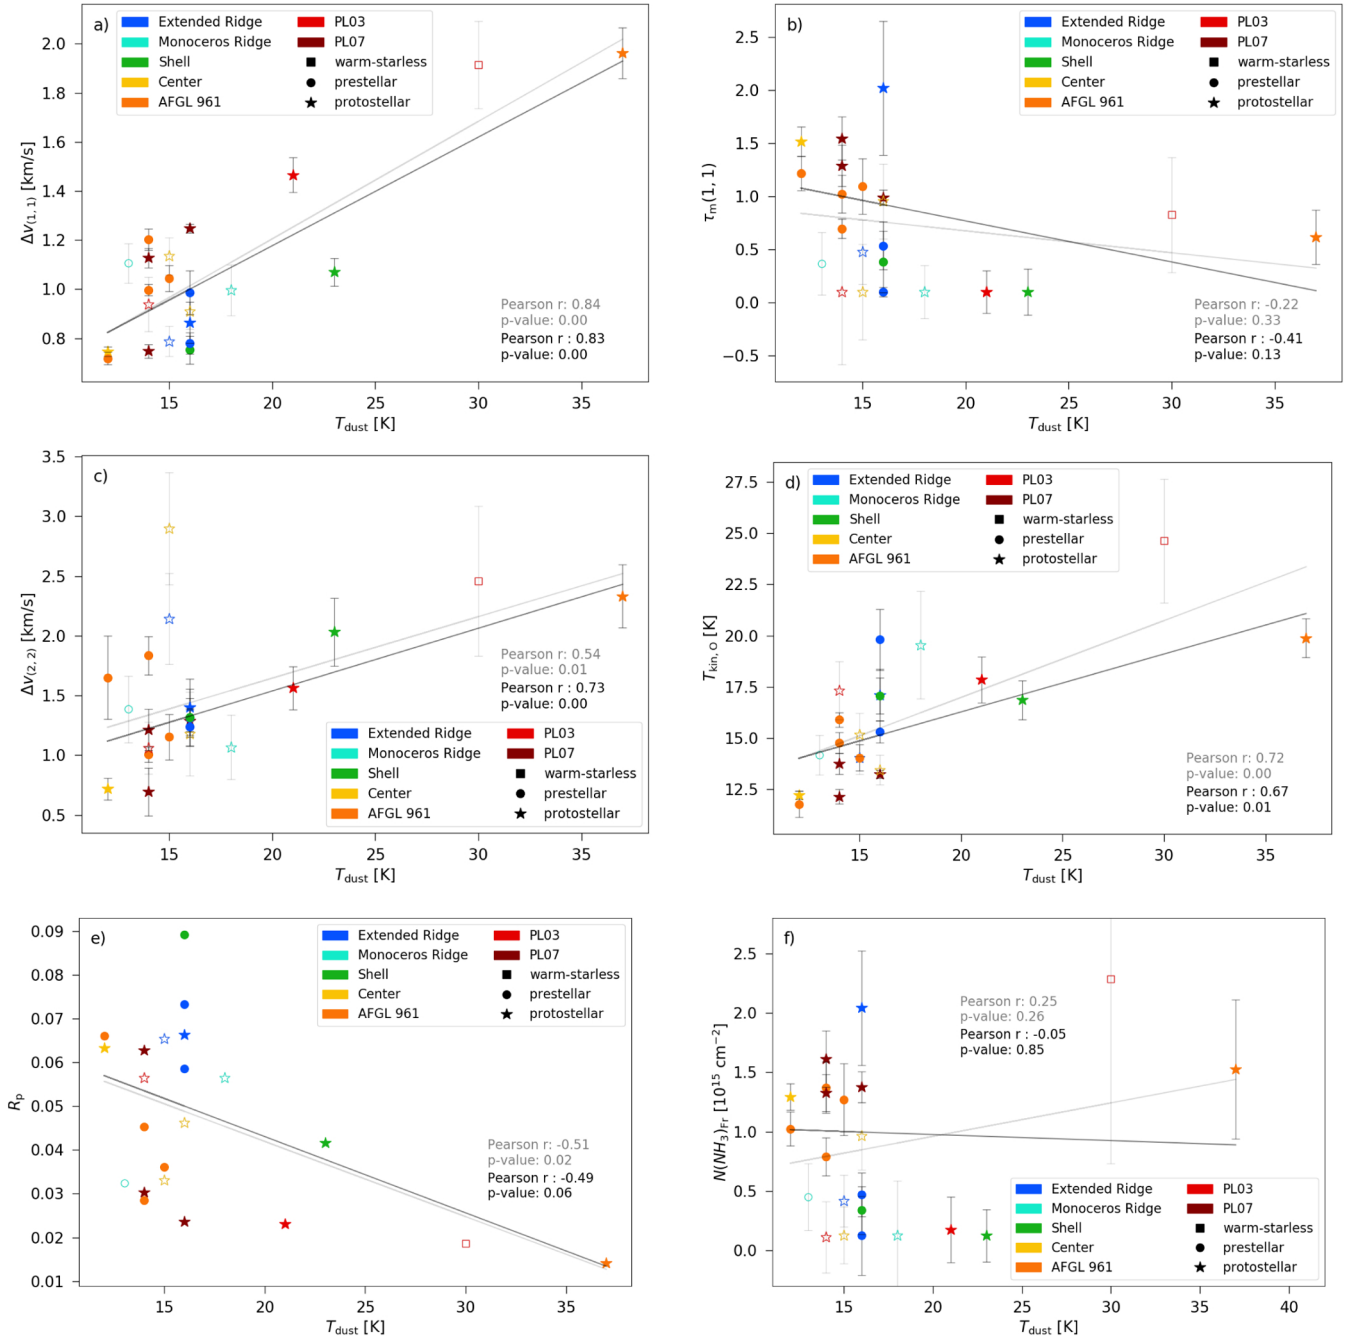 a)
Extended Ridge
Monoceros Ridge
Shell
Center
AFGL 961
PL03
PL07
warm-starless
prestellar
protostellar
2.0
1.8
1.6
1.4
1.2
1.0
0.8
Δv(1, 1) [km/s]
Pearson r: 0.84
p-value: 0.00
Pearson r : 0.83
p-value: 0.00
15 20 25 30 35
Tdust [K]
b)
Extended Ridge
Monoceros Ridge
Shell
Center
AFGL 961
PL03
PL07
warm-starless
prestellar
protostellar
2.5
2.0
1.5
1.0
0.5
0.0
−0.5
τm(1, 1)
Pearson r: -0.22
p-value: 0.33
Pearson r : -0.41
p-value: 0.13
15 20 25 30 35
Tdust [K]
c)
3.5
3.0
2.5
2.0
1.5
1.0
0.5
Δv(2, 2) [km/s]
Pearson r: 0.54
p-value: 0.01
Pearson r : 0.73
p-value: 0.00
Extended Ridge
Monoceros Ridge
Shell
Center
AFGL 961
PL03
PL07
warm-starless
prestellar
protostellar
15 20 25 30 35
Tdust [K]
d)
Extended Ridge
Monoceros Ridge
Shell
Center
AFGL 961
PL03
PL07
warm-starless
prestellar
protostellar
27.5
25.0
22.5
20.0
17.5
15.0
12.5
Tkin, O [K]
Pearson r: 0.72
p-value: 0.00
Pearson r : 0.67
p-value: 0.01
15 20 25 30 35
Tdust [K]
e)
Extended Ridge
Monoceros Ridge
Shell
Center
AFGL 961
PL03
PL07
warm-starless
prestellar
protostellar
0.09
0.08
0.07
0.06
0.05
0.04
0.03
0.02
0.01
Rp
Pearson r: -0.51
p-value: 0.02
Pearson r : -0.49
p-value: 0.06
15 20 25 30 35
Tdust [K]
f)
2.5
2.0
1.5
1.0
0.5
0.0
N(NH3)Fr [10^15 cm^−2]
Pearson r: 0.25
p-value: 0.26
Pearson r : -0.05
p-value: 0.85
Extended Ridge
Monoceros Ridge
Shell
Center
AFGL 961
PL03
PL07
warm-starless
prestellar
protostellar
15 20 25 30 35 40
Tdust [K]